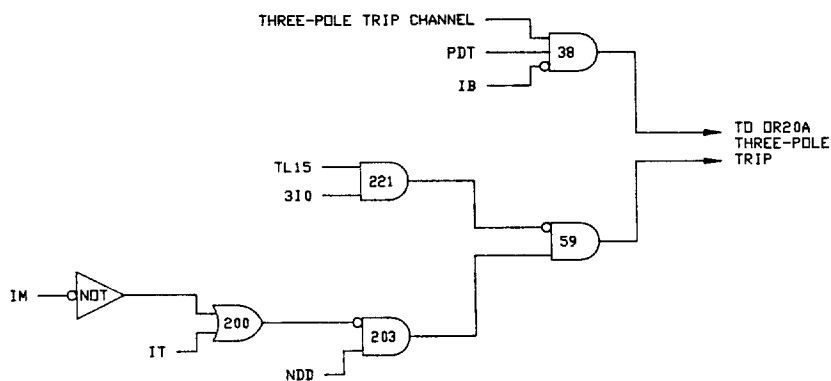 THREE-POLE TRIP CHANNEL
PDT
IB
38
TO OR20A
THREE-POLE
TRIP
TL15
3I0
221
59
IM
NOT
200
IT
203
NDD